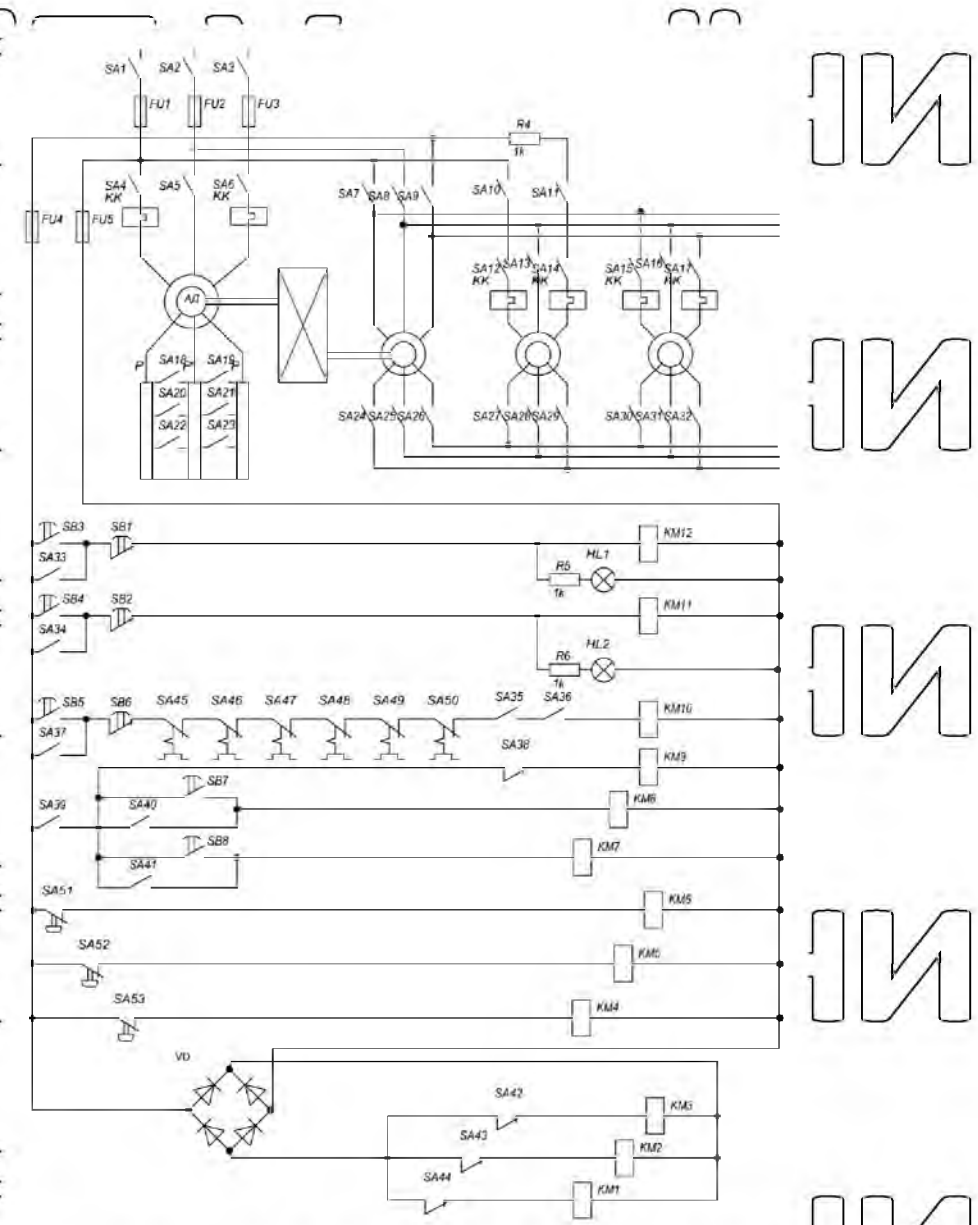 SA1 SA2 SA3
FU1 FU2 FU3
R4
1k
SA4 SA5 SA6 SA7 SA8 SA9 SA10 SA11
KK KK
FU4 FU5
SA12 SA13 SA14 SA15 SA16 SA17
KK KK KK KK
АД
P SA18 P SA19 P
SA20 SA21
SA22 SA23
SA24 SA25 SA26 SA27 SA28 SA29 SA30 SA31 SA32
SB3 SB1 KM12
SA33 HL1
R5
1k
SB4 SB2 KM11
SA34 HL2
R6
1k
SB5 SB6 SA45 SA46 SA47 SA48 SA49 SA50 SA35 SA36 KM10
SA37 SA38
KM9
SB7
SA39 SA40 KM8
SB8 KM7
SA41
SA51 KM6
SA52 KM5
SA53 KM4
VD
SA42 KM3
SA43 KM2
SA44 KM1